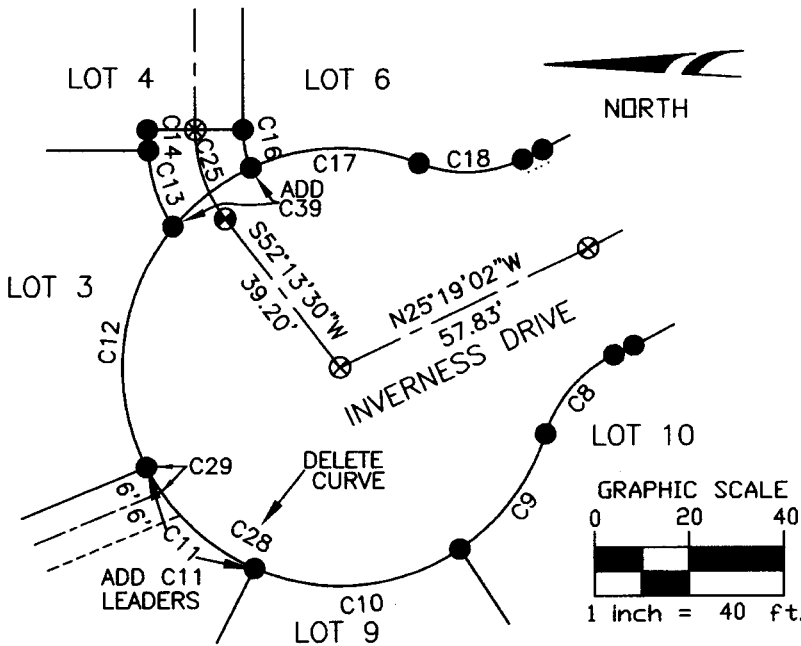 LOT 4
LOT 6
NORTH
C14
C25
C16
C13
C17
C18
ADD
C39
S52°13'30"W
39.20'
N25°19'02"W
57.83'
INVERNESS DRIVE
LOT 3
C12
C8
LOT 10
C9
C29
DELETE
CURVE
6'
6'
C11
C28
ADD C11
LEADERS
C10
LOT 9
GRAPHIC SCALE
0 20 40
1 inch = 40 ft.